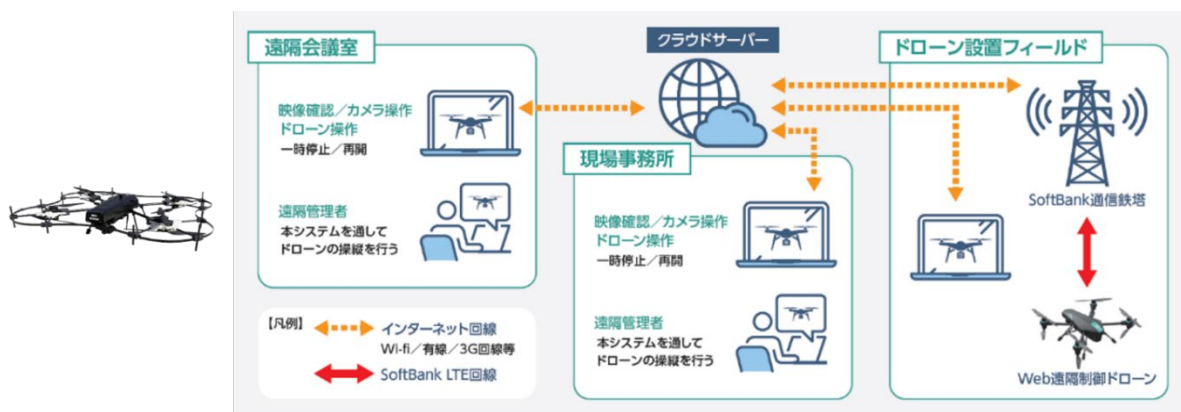 遠隔会議室
映像確認／カメラ操作
ドローン操作
一時停止／再開
遠隔管理者
本システムを通して
ドローンの操縦を行う
クラウドサーバー
現場事務所
映像確認／カメラ操作
ドローン操作
一時停止／再開
遠隔管理者
本システムを通して
ドローンの操縦を行う
ドローン設置フィールド
SoftBank通信鉄塔
Web遠隔制御ドローン
【凡例】
インターネット回線
Wi-fi／有線／3G回線等
SoftBank LTE回線